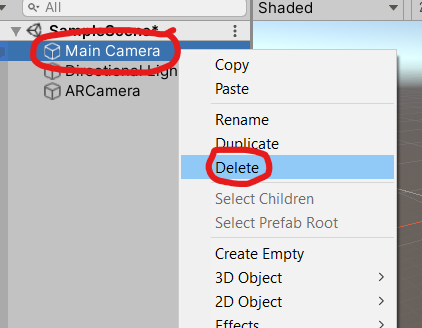 All
Shaded
SampleScene*
Main Camera
Directional Ligh
ARCamera
Copy
Paste
Rename
Duplicate
Delete
Select Children
Select Prefab Root
Create Empty
3D Object
2D Object
Effects